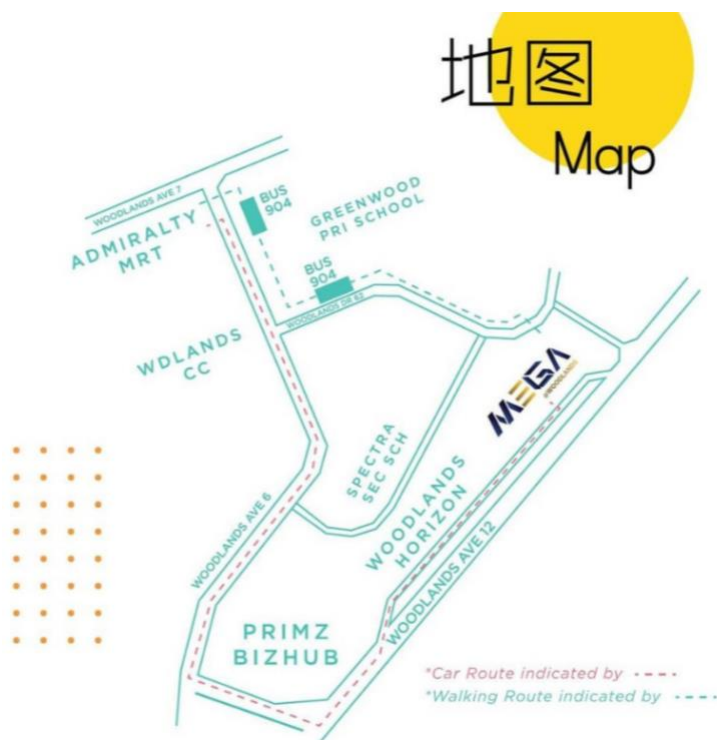 地图
Map
WOODLANDS AVE 7
BUS
904
GREENWOOD
PRI SCHOOL
ADMIRALTY
MRT
BUS
904
WOODLANDS DR 62
WDLANDS
CC
MEGA
@WOODLANDS
SPECTRA
SEC SCH
WOODLANDS
HORIZON
WOODLANDS AVE 6
WOODLANDS AVE 12
PRIMZ
BIZHUB
*Car Route indicated by
*Walking Route indicated by